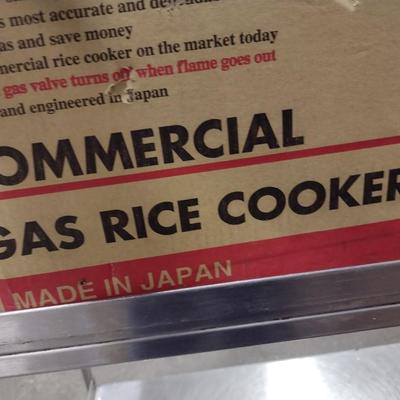 s most accurate and
as and save money
mercial rice cooker on the market today
gas valve turns off when flame goes out
and engineered in Japan
OMMERCIAL
GAS RICE COOKER
MADE IN JAPAN